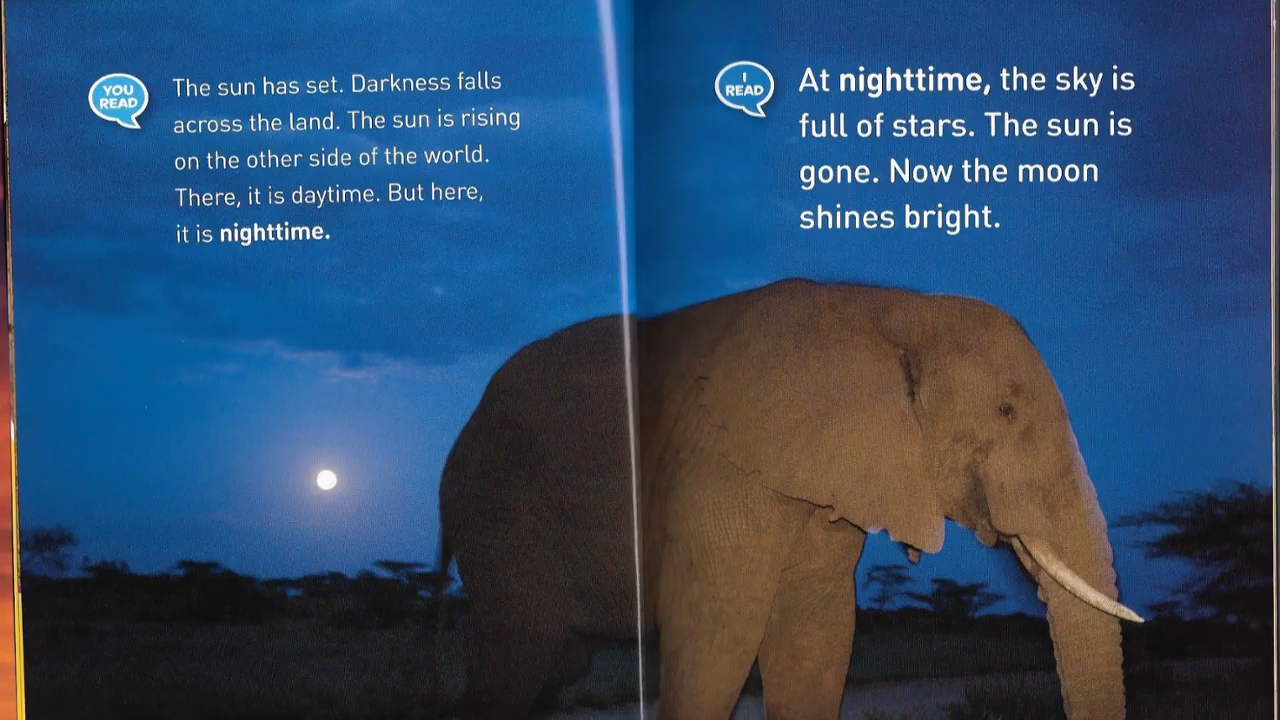 YOU
READ
The sun has set. Darkness falls
across the land. The sun is rising
on the other side of the world.
There, it is daytime. But here,
it is nighttime.
I
READ
At nighttime, the sky is
full of stars. The sun is
gone. Now the moon
shines bright.